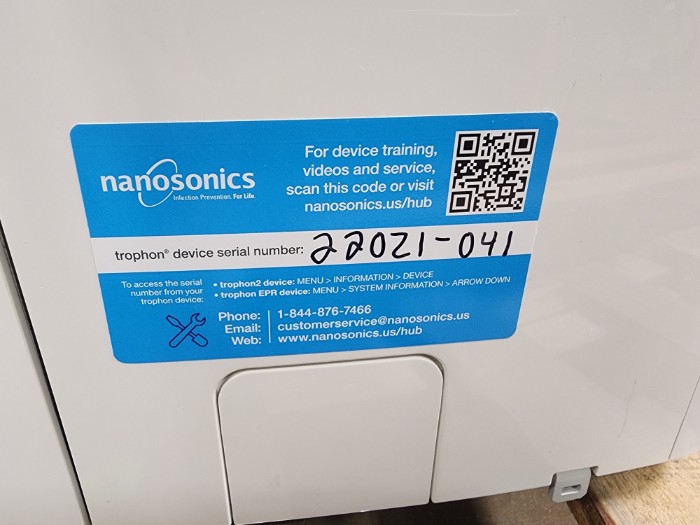 nanosonics
Infection Prevention. For Life.
For device training,
videos and service,
scan this code or visit
nanosonics.us/hub
trophon® device serial number: 22021-041
To access the serial
number from your
trophon device:
• trophon2 device: MENU > INFORMATION > DEVICE
• trophon EPR device: MENU > SYSTEM INFORMATION > ARROW DOWN
Phone: 1-844-876-7466
Email: customerservice@nanosonics.us
Web: www.nanosonics.us/hub